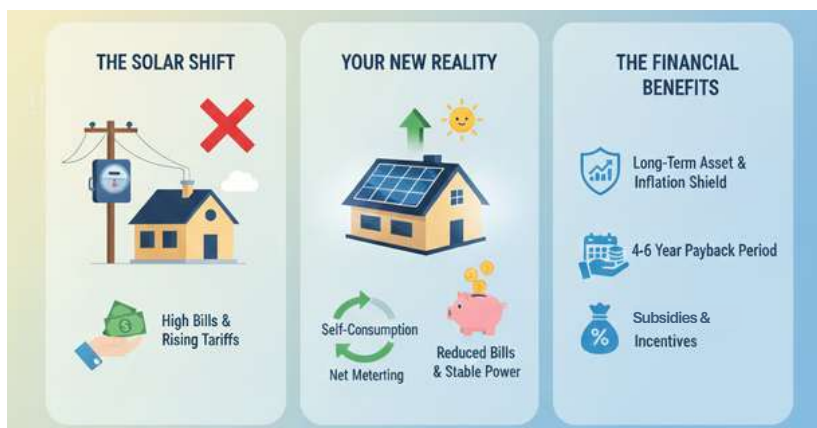 THE SOLAR SHIFT
High Bills &
Rising Tariffs
YOUR NEW REALITY
Self-Consumption
Net Meterting
Reduced Bills
& Stable Power
THE FINANCIAL
BENEFITS
Long-Term Asset &
Inflation Shield
4-6 Year Payback Period
Subsidies &
Incentives